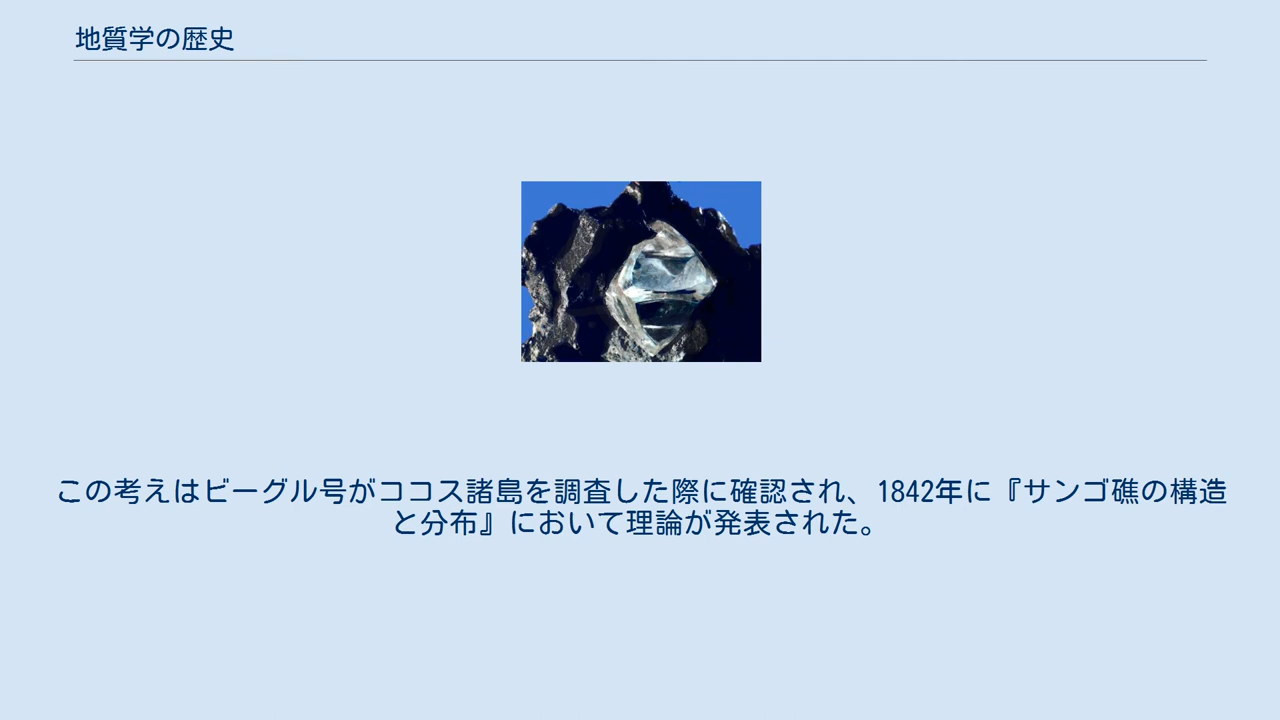 地質学の歴史
この考えはビーグル号がココス諸島を調査した際に確認され、1842年に『サンゴ礁の構造
と分布』において理論が発表された。